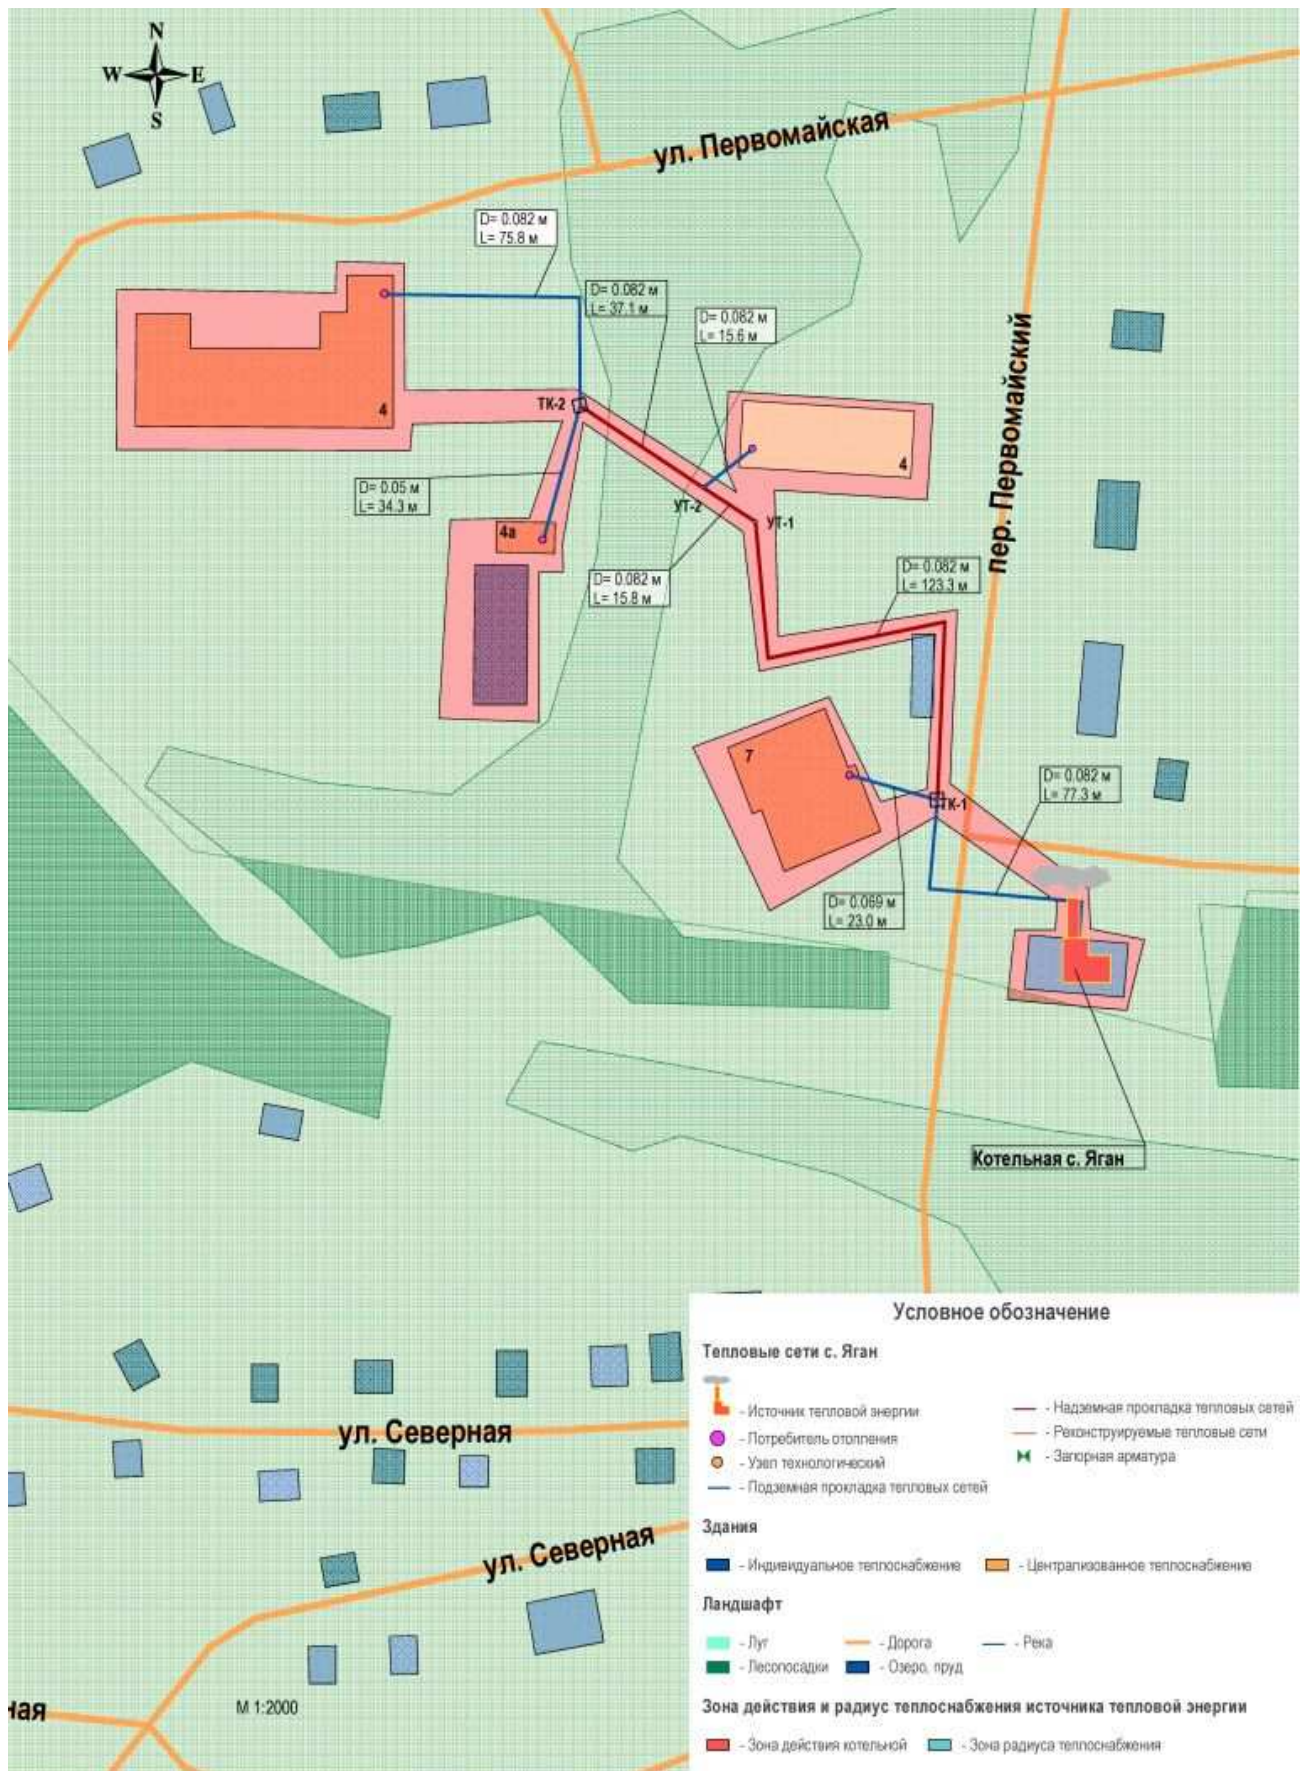 N
W E
S
ул. Первомайская
D= 0.082 м
L= 75.8 м
D= 0.082 м
L= 37.1 м
D= 0.082 м
L= 15.6 м
пер. Первомайский
4
ТК-2
4
D= 0.05 м
L= 34.3 м
УТ-2
УТ-1
4а
D= 0.082 м
L= 15.8 м
D= 0.082 м
L= 123.3 м
7
D= 0.082 м
L= 77.3 м
ТК-1
D= 0.069 м
L= 23.0 м
Котельная с. Яган
Условное обозначение
Тепловые сети с. Яган
- Источник тепловой энергии
- Потребитель отопления
- Узел технологический
- Подземная прокладка тепловых сетей
- Надземная прокладка тепловых сетей
- Реконструируемые тепловые сети
- Запорная арматура
Здания
- Индивидуальное теплоснабжение
- Централизованное теплоснабжение
Ландшафт
- Луг
- Дорога
- Река
- Лесопосадки
- Озеро, пруд
Зона действия и радиус теплоснабжения источника тепловой энергии
- Зона действия котельной
- Зона радиуса теплоснабжения
ул. Северная
ул. Северная
ная
М 1:2000